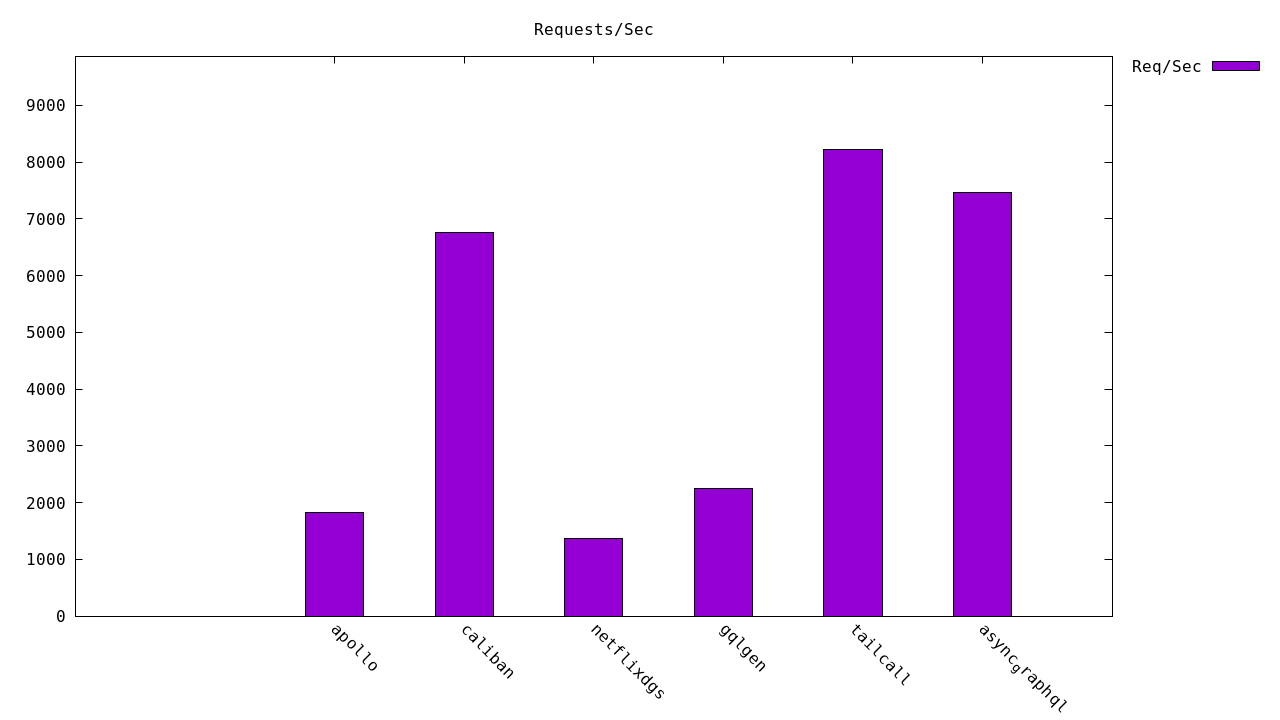 Requests/Sec
Req/Sec
9000
8000
7000
6000
5000
4000
3000
2000
1000
0
apollo
caliban
netflixdgs
gqlgen
tailcall
asyncgraphql